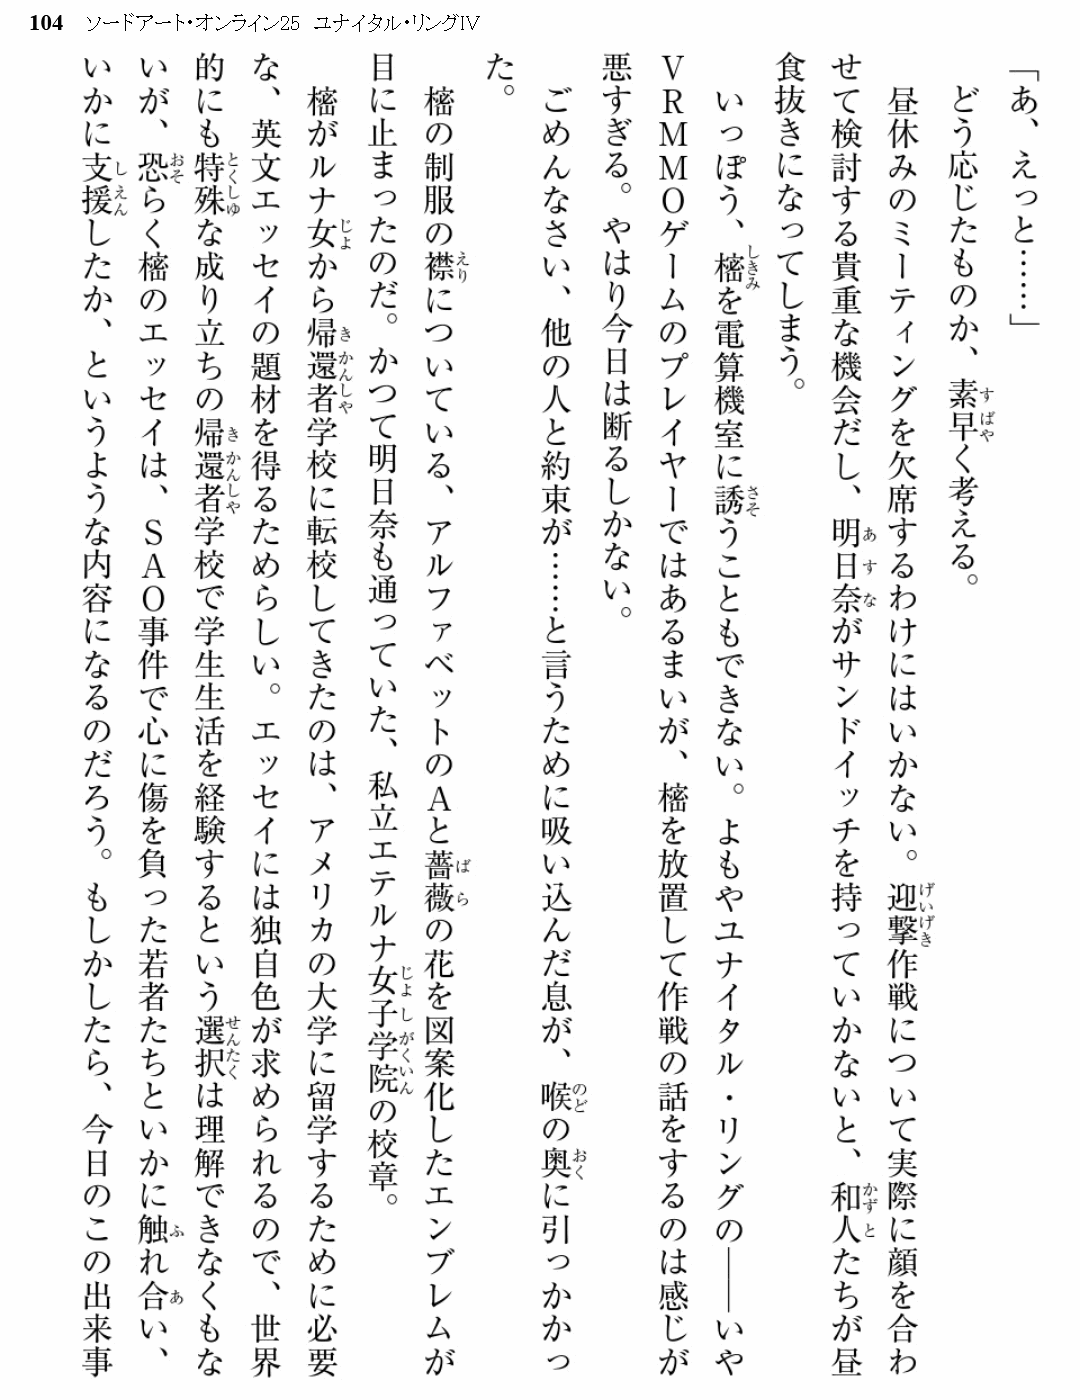 104 ソードアート・オンライン25 ユナイタル・リングⅣ
「あ、えっと……」
どう応じたものか、素早く考える。
昼休みのミーティングを欠席するわけにはいかない。迎撃作戦について実際に顔を合わ
せて検討する貴重な機会だし、明日奈がサンドイッチを持っていかないと、和人たちが昼
食抜きになってしまう。
いっぽう、樒を電算機室に誘うこともできない。よもやユナイタル・リングの――いや
ＶＲＭＭＯゲームのプレイヤーではあるまいが、樒を放置して作戦の話をするのは感じが
悪すぎる。やはり今日は断るしかない。
ごめんなさい、他の人と約束が……と言うために吸い込んだ息が、喉の奥に引っかかっ
た。
樒の制服の襟についている、アルファベットのＡと薔薇の花を図案化したエンブレムが
目に止まったのだ。かつて明日奈も通っていた、私立エテルナ女子学院の校章。
樒がルナ女から帰還者学校に転校してきたのは、アメリカの大学に留学するために必要
な、英文エッセイの題材を得るためらしい。エッセイには独自色が求められるので、世界
的にも特殊な成り立ちの帰還者学校で学生生活を経験するという選択は理解できなくもな
いが、恐らく樒のエッセイは、ＳＡＯ事件で心に傷を負った若者たちといかに触れ合い、
いかに支援したか、というような内容になるのだろう。もしかしたら、今日のこの出来事